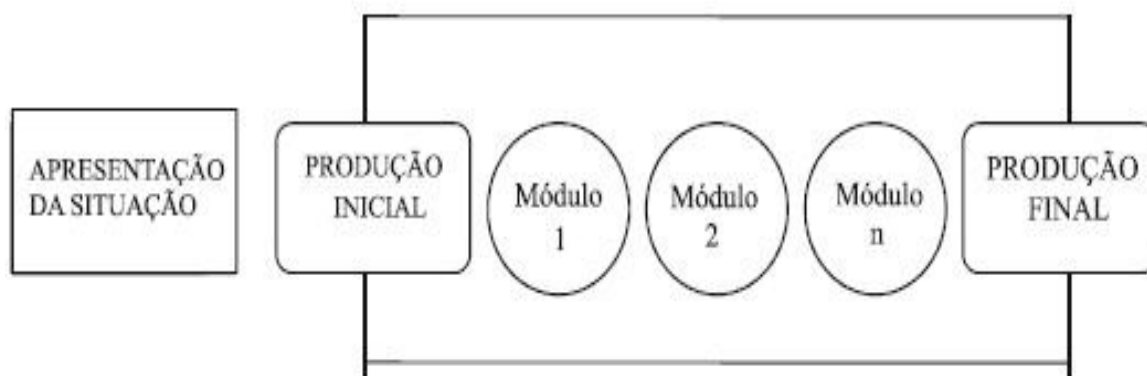 APRESENTAÇÃO
DA SITUAÇÃO
PRODUÇÃO
INICIAL
Módulo
1
Módulo
2
Módulo
n
PRODUÇÃO
FINAL